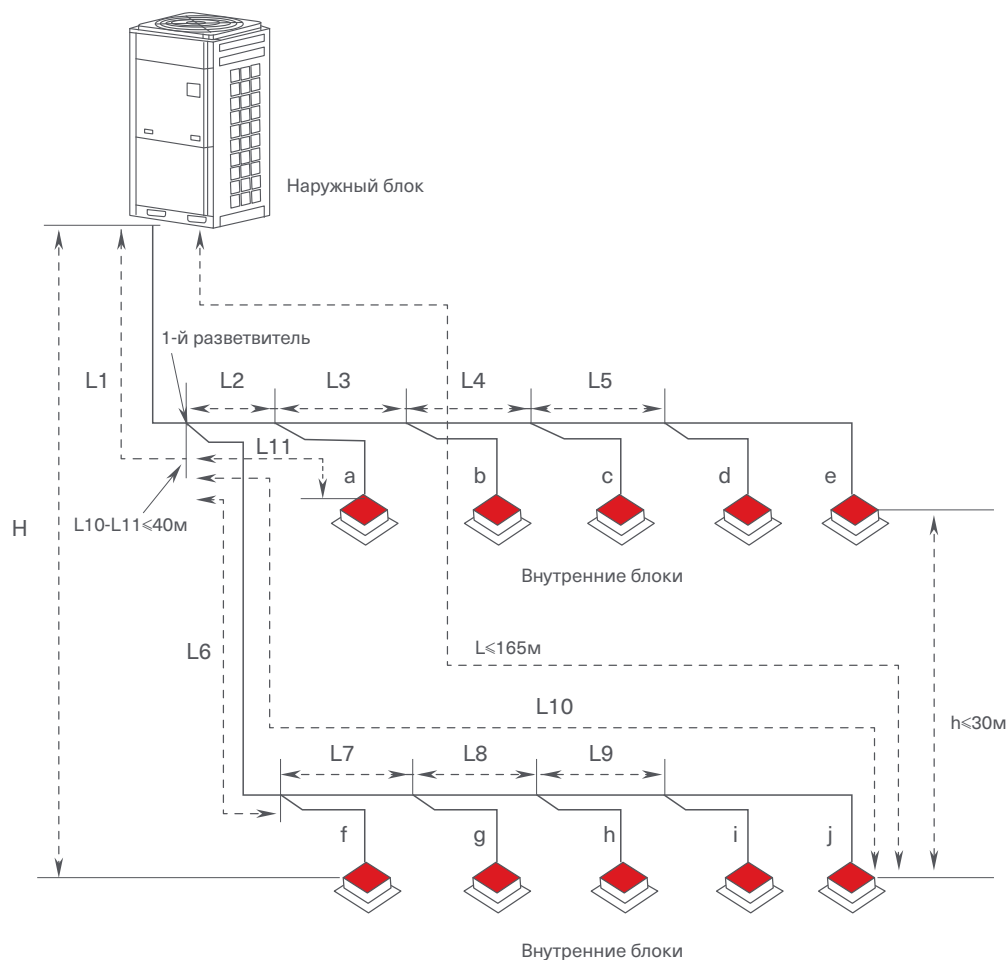 Наружный блок
1-й разветвитель
L1
L2
L3
L4
L5
L11
a
b
c
d
e
L10-L11⩽40м
H
Внутренние блоки
L6
L⩽165м
L10
h⩽30м
L7
L8
L9
f
g
h
i
j
Внутренние блоки